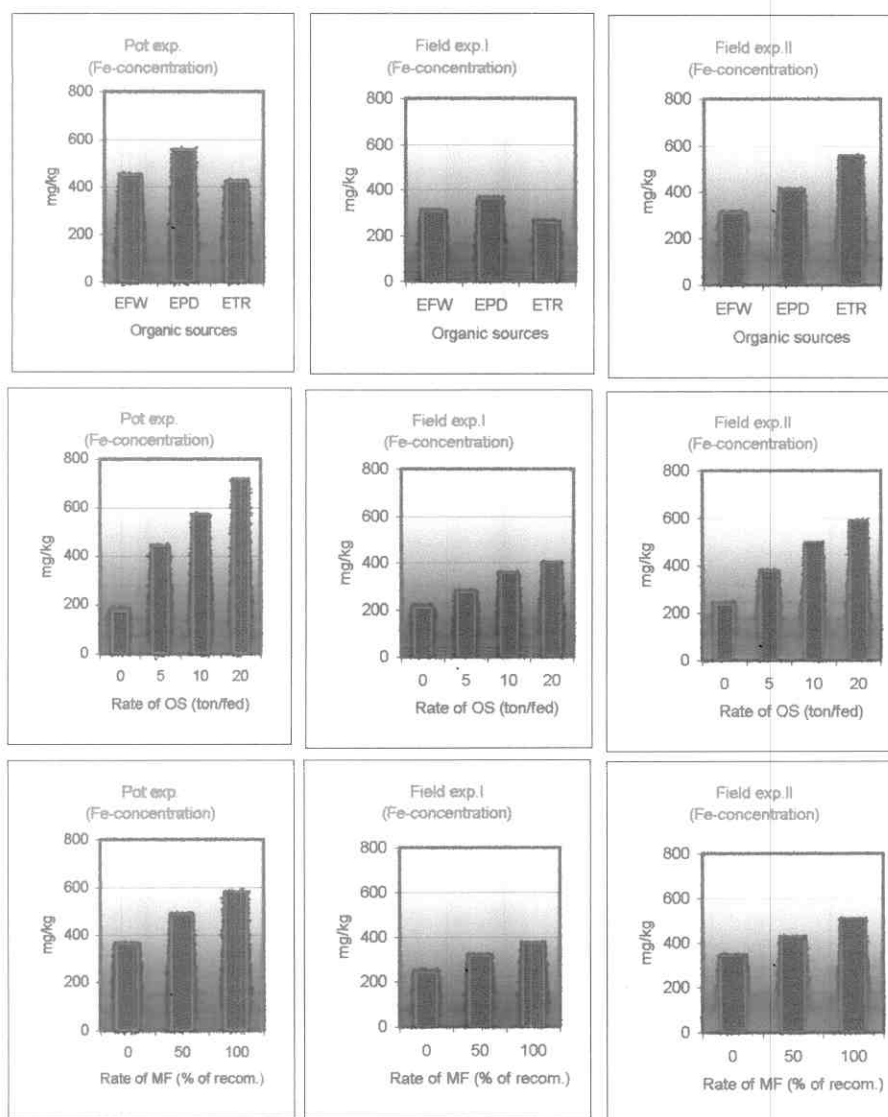 Pot exp.
(Fe-concentration)
800
600
400
200
0
mg/kg
EFW EPD ETR
Organic sources
Field exp.I
(Fe-concentration)
800
600
400
200
0
mg/kg
EFW EPD ETR
Organic sources
Field exp.II
(Fe-concentration)
800
600
400
200
0
mg/kg
EFW EPD ETR
Organic sources
Pot exp.
(Fe-concentration)
800
600
400
200
0
mg/kg
0 5 10 20
Rate of OS (ton/fed)
Field exp.I
(Fe-concentration)
800
600
400
200
0
mg/kg
0 5 10 20
Rate of OS (ton/fed)
Field exp.II
(Fe-concentration)
800
600
400
200
0
mg/kg
0 5 10 20
Rate of OS (ton/fed)
Pot exp.
(Fe-concentration)
800
600
400
200
0
mg/kg
0 50 100
Rate of MF (% of recom.)
Field exp.I
(Fe-concentration)
800
600
400
200
0
mg/kg
0 50 100
Rate of MF (% of recom.)
Field exp.II
(Fe-concentration)
800
600
400
200
0
mg/kg
0 50 100
Rate of MF (% of recom.)